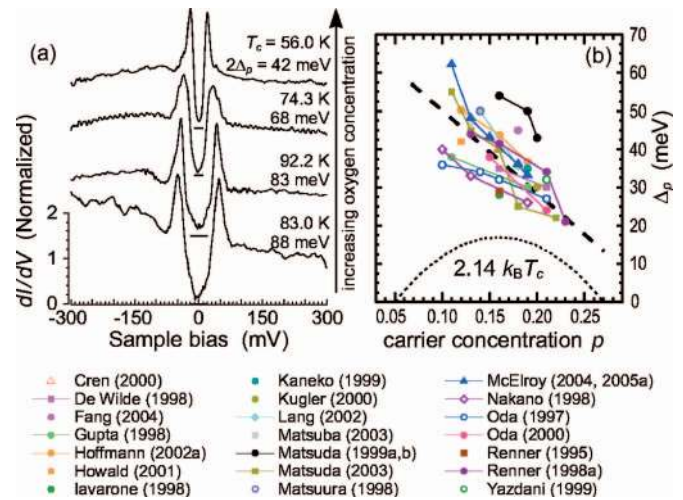 (a)
T_c = 56.0 K
2Δ_p = 42 meV
74.3 K
68 meV
92.2 K
83 meV
83.0 K
88 meV
dI/dV (Normalized)
2
1
0
-300 -150 0 150 300
Sample bias (mV)
increasing oxygen concentration
(b)
70
60
50
40
30
20
10
0
Δ_p (meV)
2.14 k_BT_c
0.05 0.10 0.15 0.20 0.25
carrier concentration p
Cren (2000)
De Wilde (1998)
Fang (2004)
Gupta (1998)
Hoffmann (2002a)
Howald (2001)
Iavarone (1998)
Kaneko (1999)
Kugler (2000)
Lang (2002)
Matsuba (2003)
Matsuda (1999a,b)
Matsuda (2003)
Matsuura (1998)
McElroy (2004, 2005a)
Nakano (1998)
Oda (1997)
Oda (2000)
Renner (1995)
Renner (1998a)
Yazdani (1999)